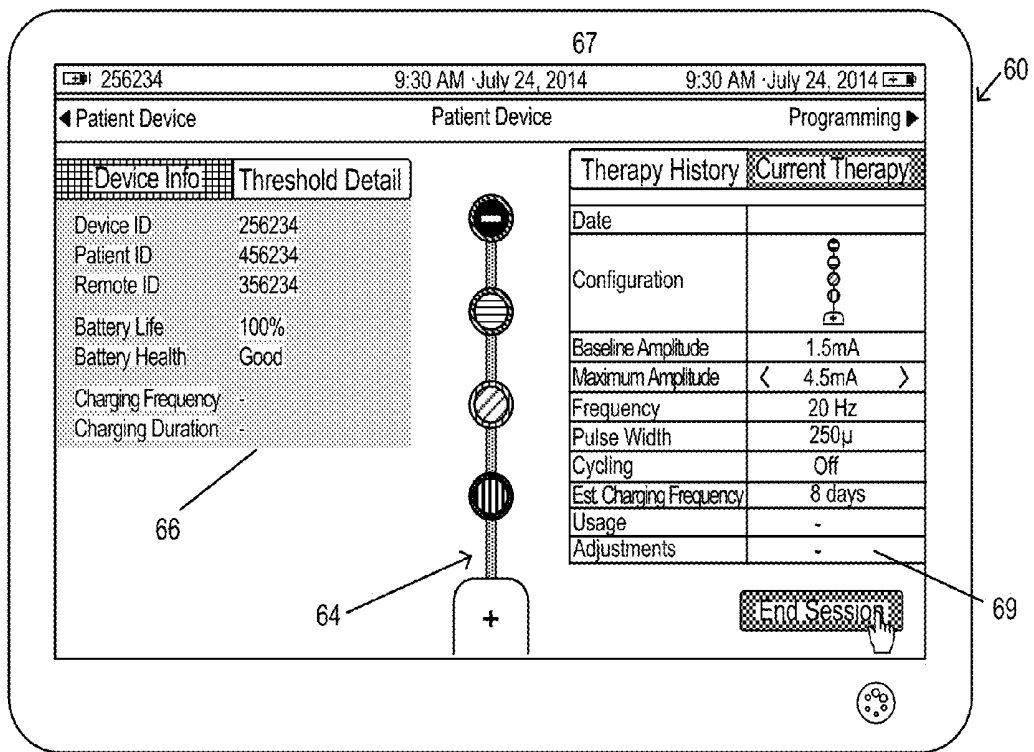 67
60
256234 9:30 AM · July 24, 2014 9:30 AM · July 24, 2014
Patient Device Patient Device Programming
Device Info Threshold Detail
Device ID 256234
Patient ID 456234
Remote ID 356234
Battery Life 100%
Battery Health Good
Charging Frequency -
Charging Duration -
66
64
+
Therapy History Current Therapy
Date
Configuration
+
Baseline Amplitude 1.5mA
Maximum Amplitude < 4.5mA >
Frequency 20 Hz
Pulse Width 250μ
Cycling Off
Est. Charging Frequency 8 days
Usage -
Adjustments -
69
End Session